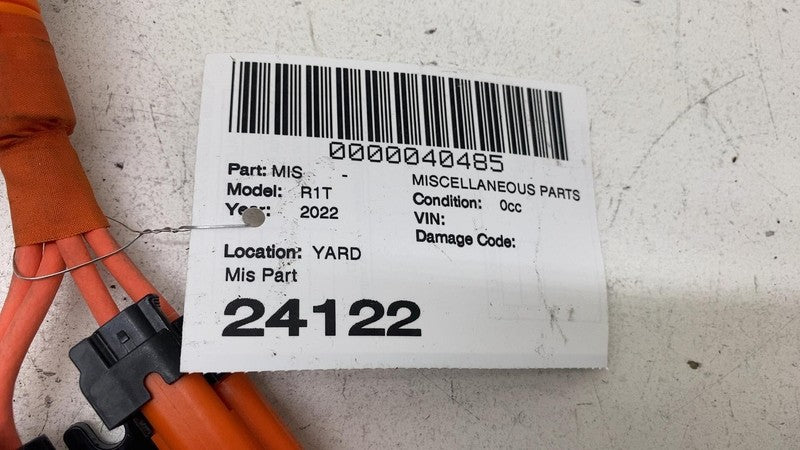 0000040485
Part: MIS -
MISCELLANEOUS PARTS
Model: R1T
Condition: 0cc
Year: 2022
VIN:
Damage Code:
Location: YARD
Mis Part
24122